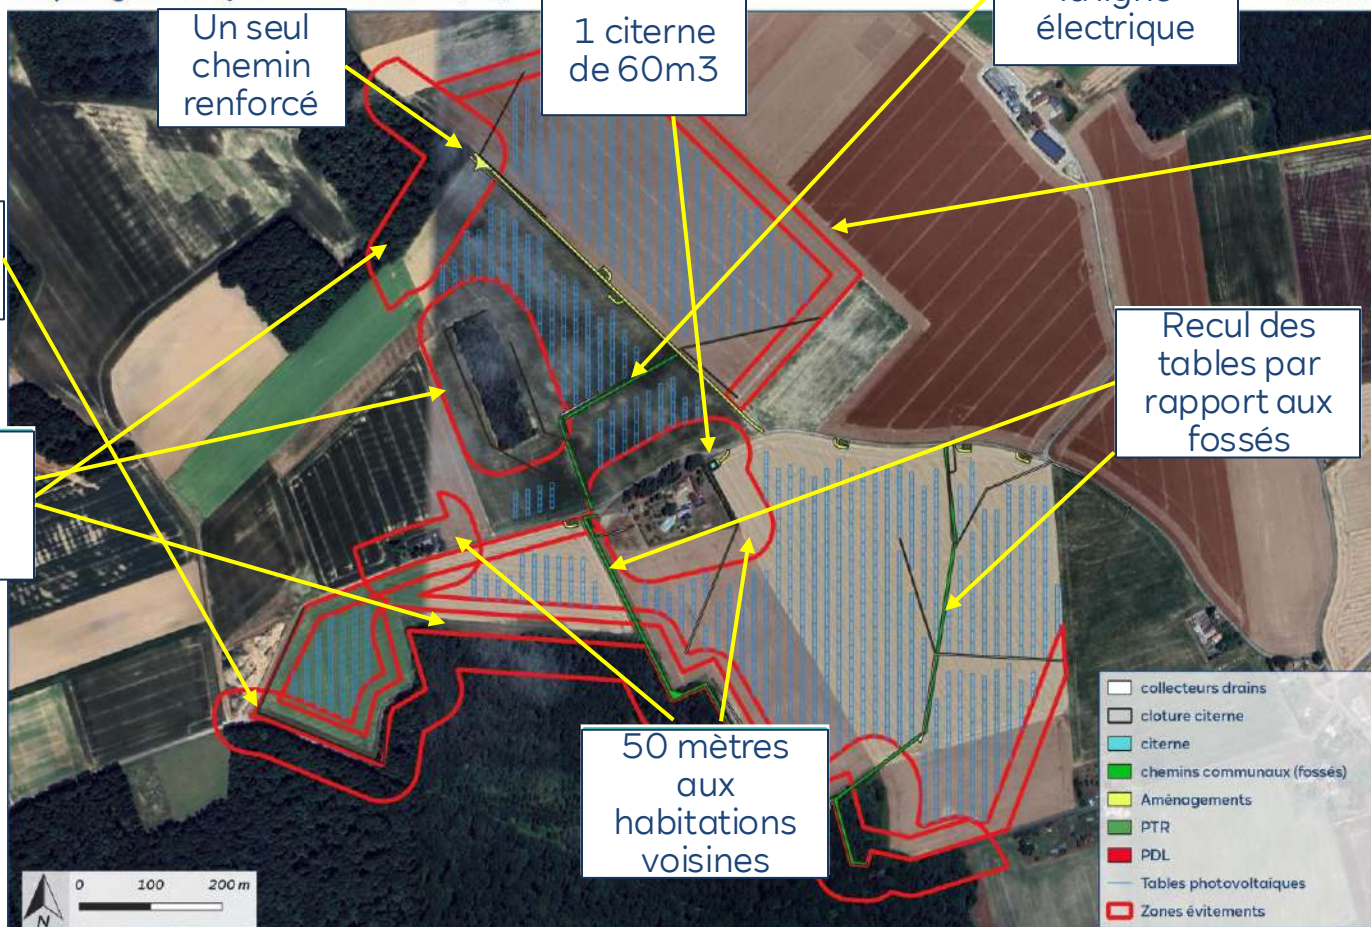 Un seul
chemin
renforcé
1 citerne
de 60m3
électrique
Recul des
tables par
rapport aux
fossés
50 mètres
aux
habitations
voisines
collecteurs drains
cloture citerne
citerne
chemins communaux (fossés)
Aménagements
PTR
PDL
Tables photovoltaïques
Zones évitements
0 100 200 m
N